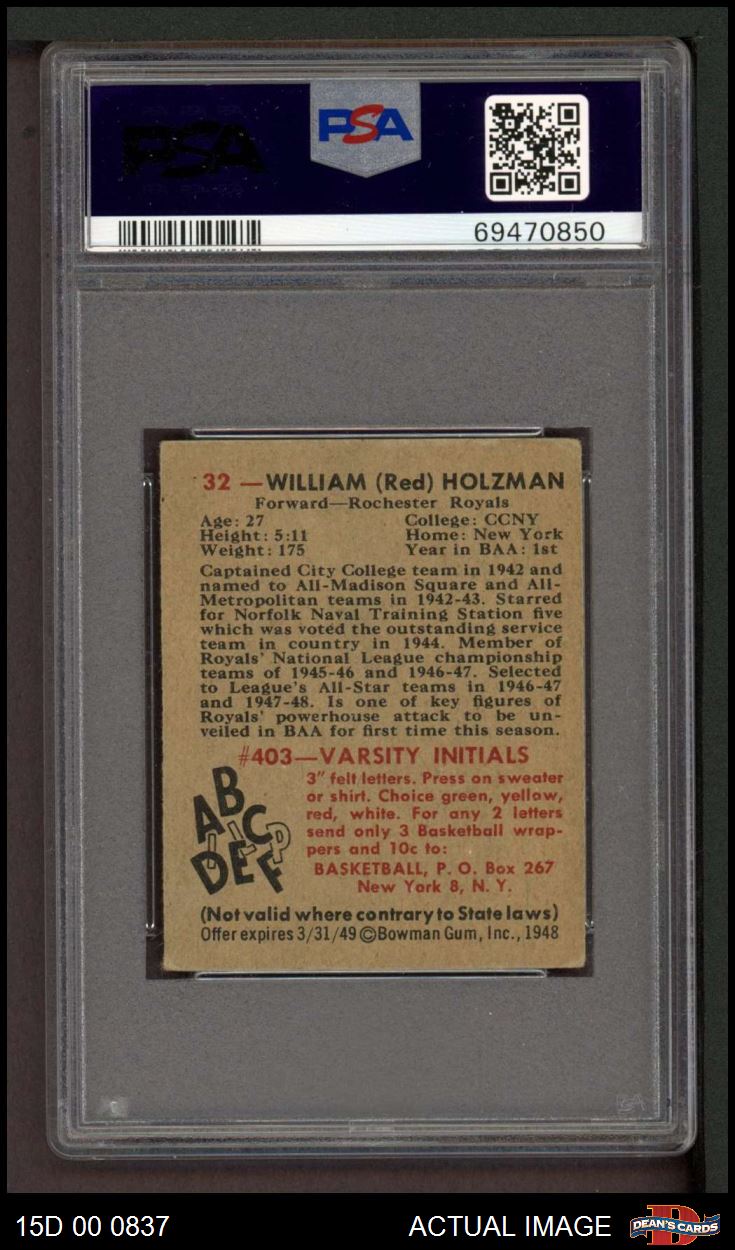 PSA
PSA
69470850
32 — WILLIAM (Red) HOLZMAN
Forward—Rochester Royals
Age: 27 College: CCNY
Height: 5:11 Home: New York
Weight: 175 Year in BAA: 1st
Captained City College team in 1942 and
named to All-Madison Square and All-
Metropolitan teams in 1942-43. Starred
for Norfolk Naval Training Station five
which was voted the outstanding service
team in country in 1944. Member of
Royals' National League championship
teams of 1945-46 and 1946-47. Selected
to League's All-Star teams in 1946-47
and 1947-48. Is one of key figures of
Royals' powerhouse attack to be un-
veiled in BAA for first time this season.
#403—VARSITY INITIALS
3" felt letters. Press on sweater
or shirt. Choice green, yellow,
red, white. For any 2 letters
send only 3 Basketball wrap-
pers and 10c to:
BASKETBALL, P. O. Box 267
New York 8, N. Y.
A B C D E F
(Not valid where contrary to State laws)
Offer expires 3/31/49 ©Bowman Gum, Inc., 1948
15D 00 0837
ACTUAL IMAGE
DEAN'S CARDS